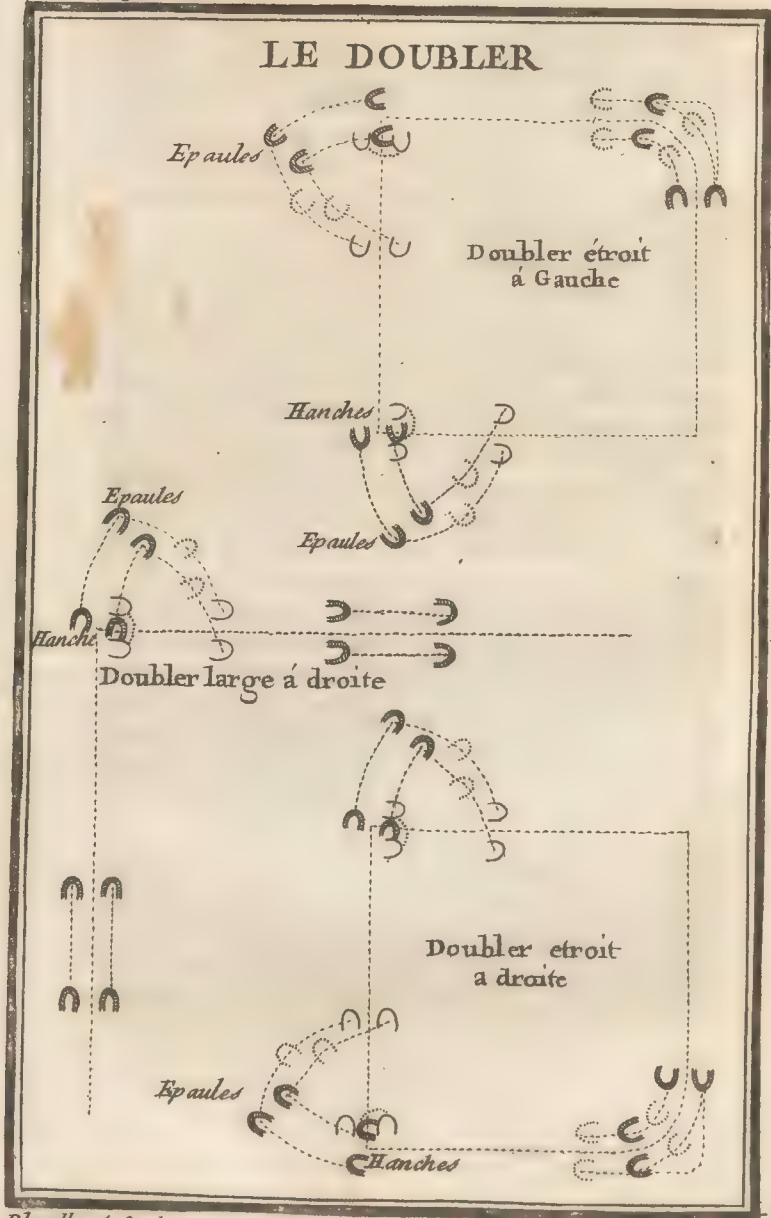 LE DOUBLER
Epaules
Doubler étroit
á Gauche
Hanches
Epaules
Epaules
Hanche
Doubler large á droite
Doubler etroit
a droite
Epaules
Hanches